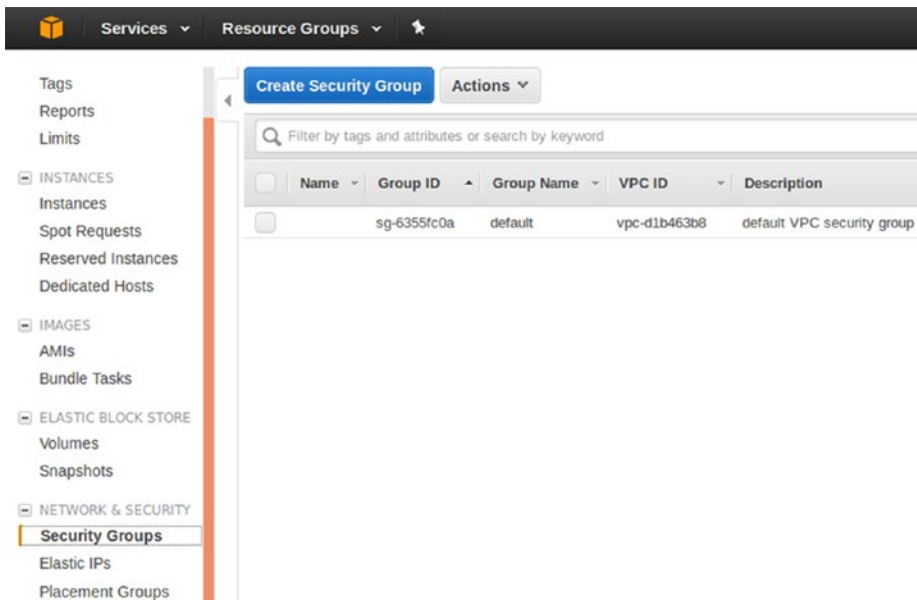 Services Resource Groups
Tags
Reports
Limits
INSTANCES
Instances
Spot Requests
Reserved Instances
Dedicated Hosts
IMAGES
AMIs
Bundle Tasks
ELASTIC BLOCK STORE
Volumes
Snapshots
NETWORK & SECURITY
Security Groups
Elastic IPs
Placement Groups
Create Security Group Actions
Filter by tags and attributes or search by keyword
Name Group ID Group Name VPC ID Description
sg-6355fc0a default vpc-d1b463b8 default VPC security group